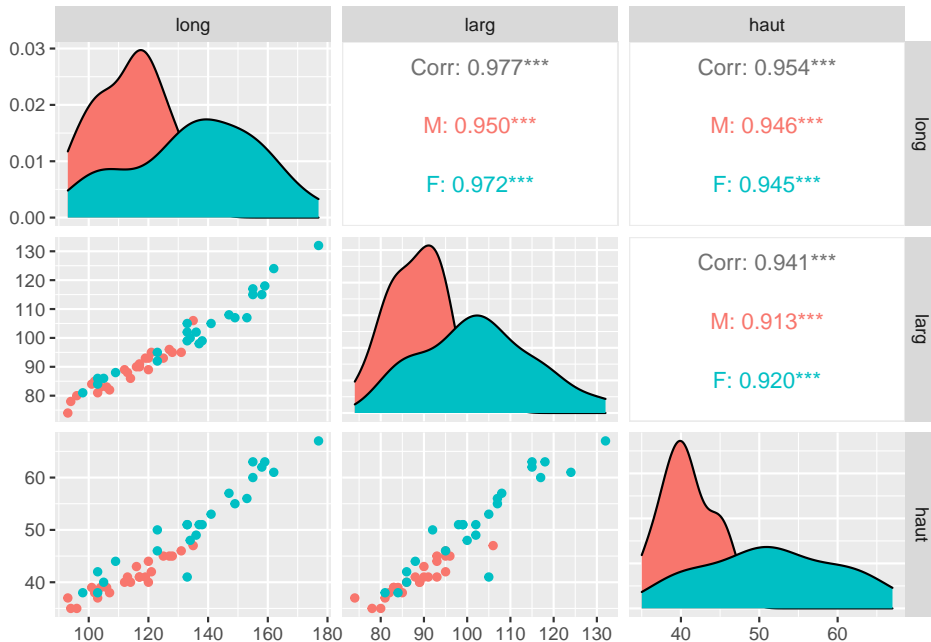 long larg haut
0.03
0.02
0.01
0.00
Corr: 0.977***
M: 0.950***
F: 0.972***
Corr: 0.954***
M: 0.946***
F: 0.945***
long
130
120
110
100
90
80
Corr: 0.941***
M: 0.913***
F: 0.920***
larg
60
50
40
haut
100 120 140 160 180
80 90 100 110 120 130
40 50 60